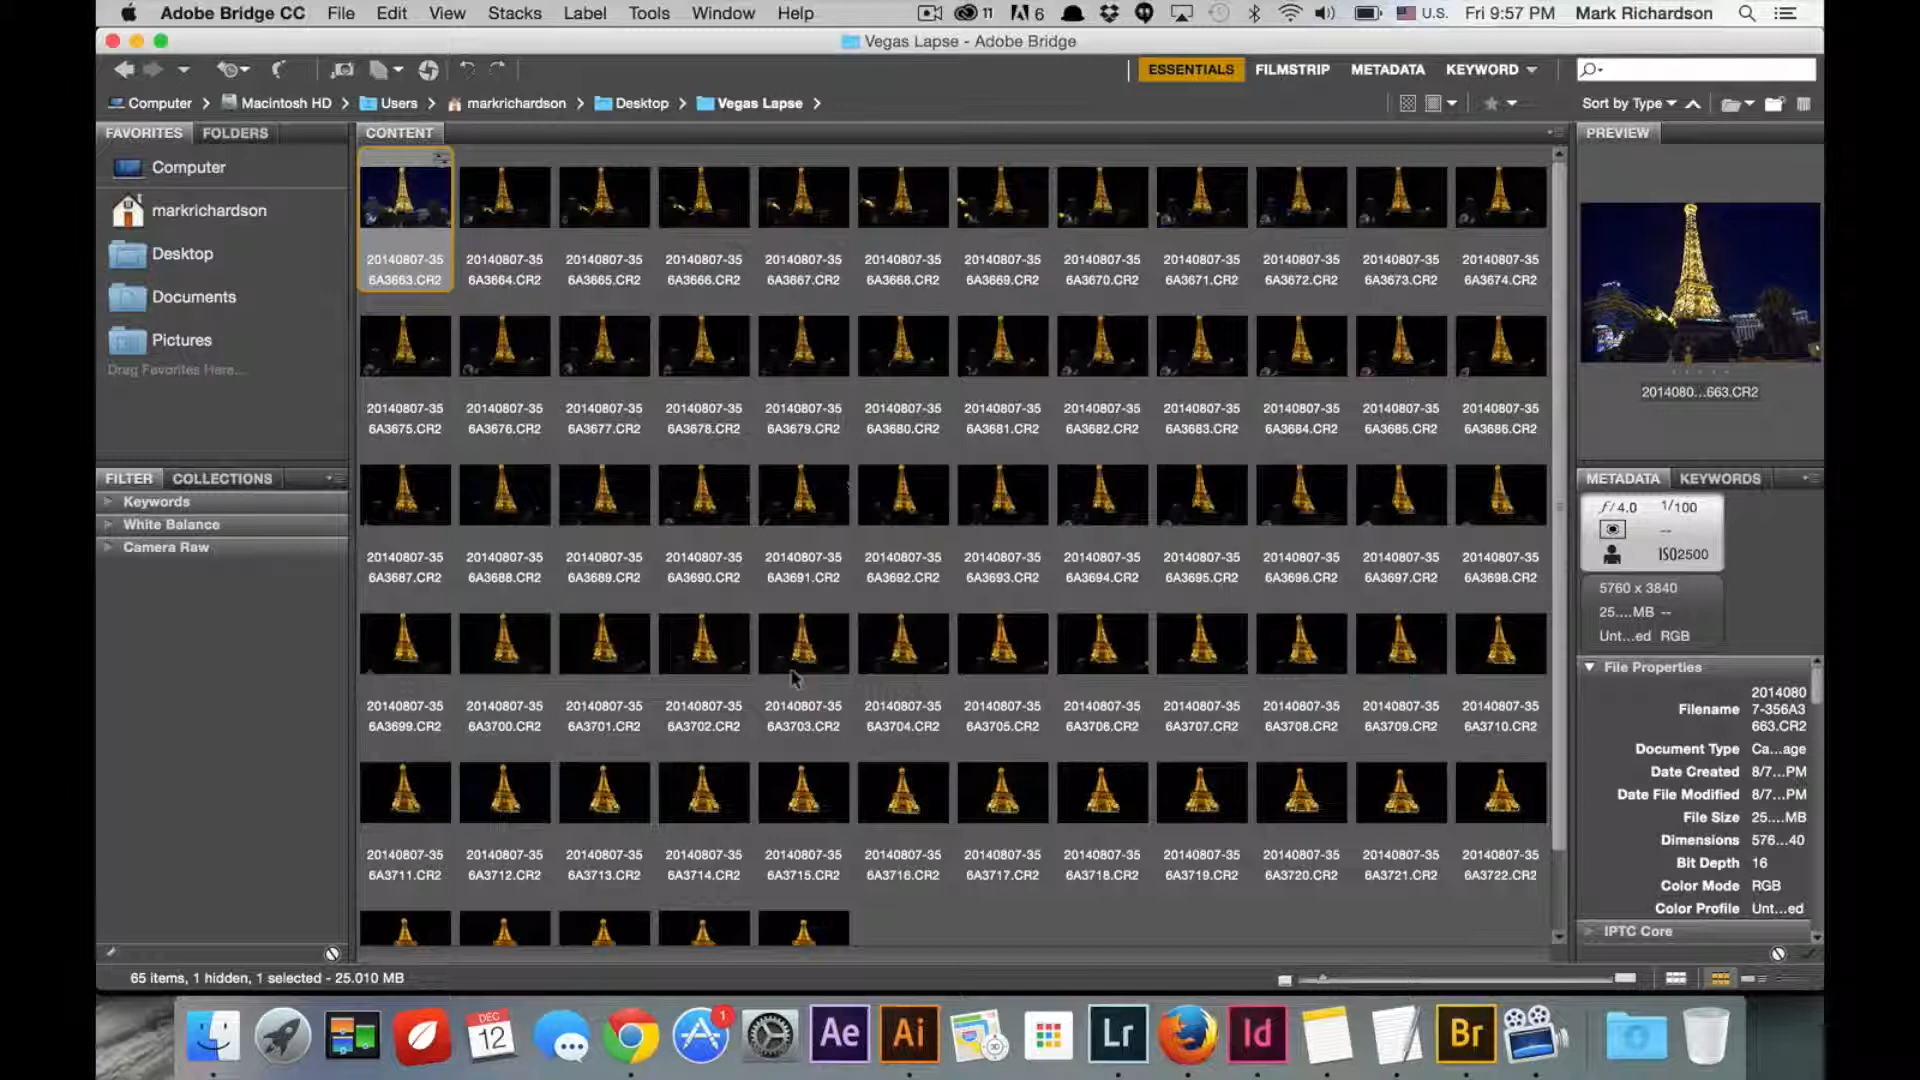 Adobe Bridge CC File Edit View Stacks Label Tools Window Help 11 6 U.S. Fri 9:57 PM Mark Richardson
Vegas Lapse - Adobe Bridge
ESSENTIALS FILMSTRIP METADATA KEYWORD
Computer Macintosh HD Users markrichardson Desktop Vegas Lapse Sort by Type
FAVORITES FOLDERS
Computer
markrichardson
Desktop
Documents
Pictures
Drag Favorites Here...
FILTER COLLECTIONS
Keywords
White Balance
Camera Raw
CONTENT
20140807-35 20140807-35 20140807-35 20140807-35 20140807-35 20140807-35 20140807-35 20140807-35 20140807-35 20140807-35 20140807-35 20140807-35
6A3663.CR2 6A3664.CR2 6A3665.CR2 6A3666.CR2 6A3667.CR2 6A3668.CR2 6A3669.CR2 6A3670.CR2 6A3671.CR2 6A3672.CR2 6A3673.CR2 6A3674.CR2
20140807-35 20140807-35 20140807-35 20140807-35 20140807-35 20140807-35 20140807-35 20140807-35 20140807-35 20140807-35 20140807-35 20140807-35
6A3675.CR2 6A3676.CR2 6A3677.CR2 6A3678.CR2 6A3679.CR2 6A3680.CR2 6A3681.CR2 6A3682.CR2 6A3683.CR2 6A3684.CR2 6A3685.CR2 6A3686.CR2
20140807-35 20140807-35 20140807-35 20140807-35 20140807-35 20140807-35 20140807-35 20140807-35 20140807-35 20140807-35 20140807-35 20140807-35
6A3687.CR2 6A3688.CR2 6A3689.CR2 6A3690.CR2 6A3691.CR2 6A3692.CR2 6A3693.CR2 6A3694.CR2 6A3695.CR2 6A3696.CR2 6A3697.CR2 6A3698.CR2
20140807-35 20140807-35 20140807-35 20140807-35 20140807-35 20140807-35 20140807-35 20140807-35 20140807-35 20140807-35 20140807-35 20140807-35
6A3699.CR2 6A3700.CR2 6A3701.CR2 6A3702.CR2 6A3703.CR2 6A3704.CR2 6A3705.CR2 6A3706.CR2 6A3707.CR2 6A3708.CR2 6A3709.CR2 6A3710.CR2
20140807-35 20140807-35 20140807-35 20140807-35 20140807-35 20140807-35 20140807-35 20140807-35 20140807-35 20140807-35 20140807-35 20140807-35
6A3711.CR2 6A3712.CR2 6A3713.CR2 6A3714.CR2 6A3715.CR2 6A3716.CR2 6A3717.CR2 6A3718.CR2 6A3719.CR2 6A3720.CR2 6A3721.CR2 6A3722.CR2
PREVIEW
2014080...663.CR2
METADATA KEYWORDS
f/4.0 1/100
--
ISO2500
5760 x 3840
25....MB --
Unt...ed RGB
File Properties
Filename 2014080
7-356A3
663.CR2
Document Type Ca...age
Date Created 8/7...PM
Date File Modified 8/7...PM
File Size 25....MB
Dimensions 576...40
Bit Depth 16
Color Mode RGB
Color Profile Unt...ed
IPTC Core
65 items, 1 hidden, 1 selected - 25.010 MB
DEC
12
1
Ae Ai Lr Id Br